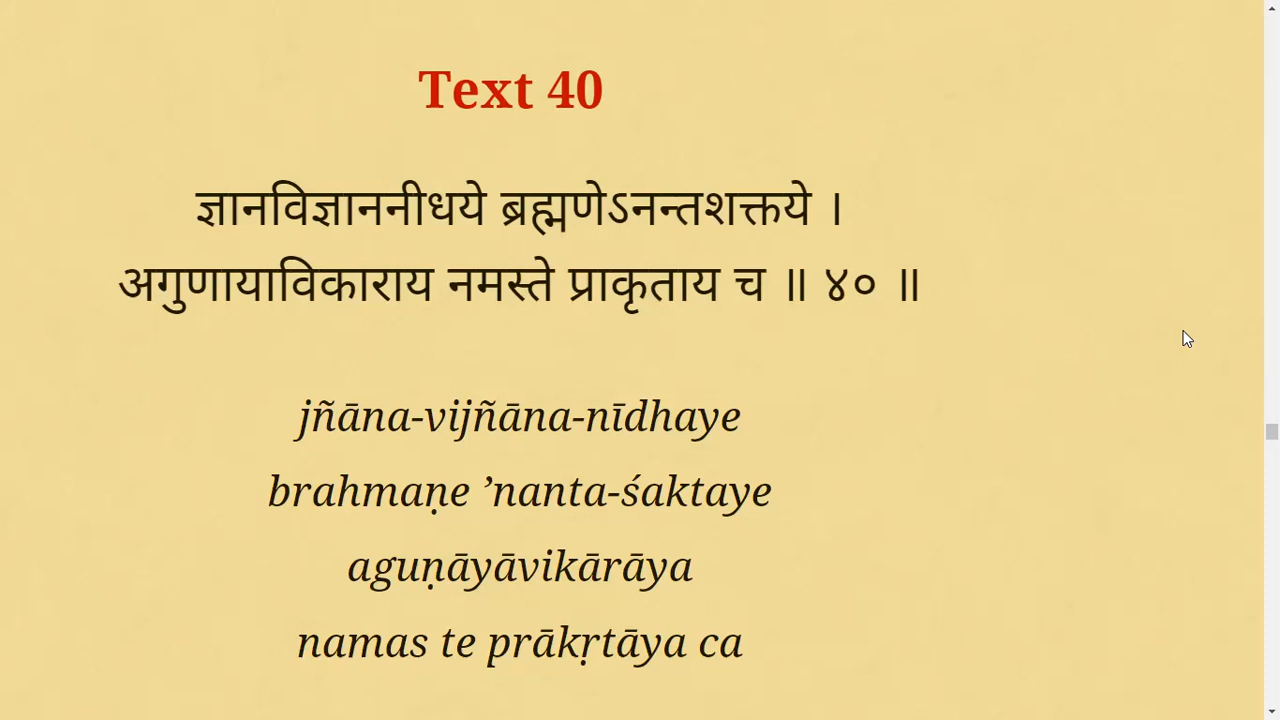 Text 40
ज्ञानविज्ञाननीधये ब्रह्मणेऽनन्तशक्तये ।
अगुणायाविकाराय नमस्ते प्राकृताय च ॥ ४० ॥
jñāna-vijñāna-nīdhaye
brahmaṇe ’nanta-śaktaye
aguṇāyāvikārāya
namas te prākṛtāya ca